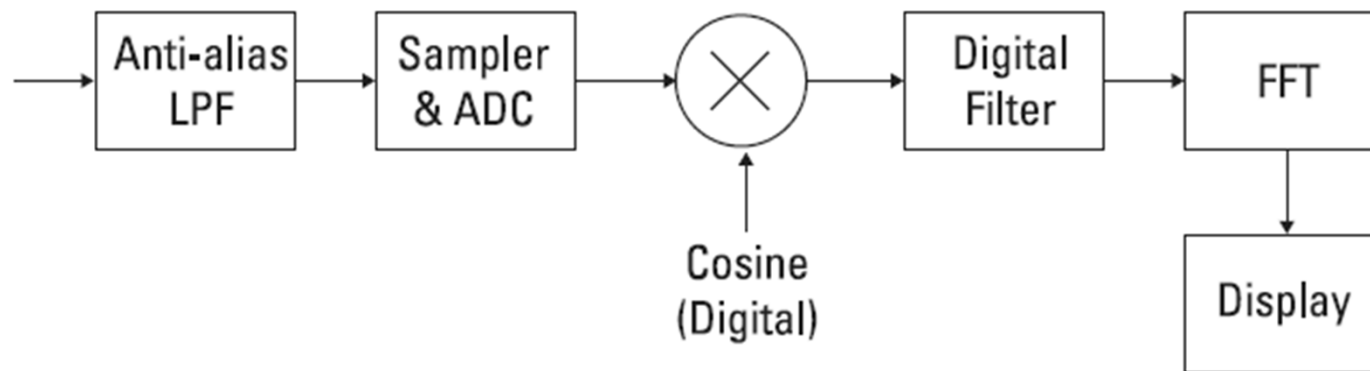 Anti-alias
LPF
Sampler
& ADC
Digital
Filter
FFT
Cosine
(Digital)
Display